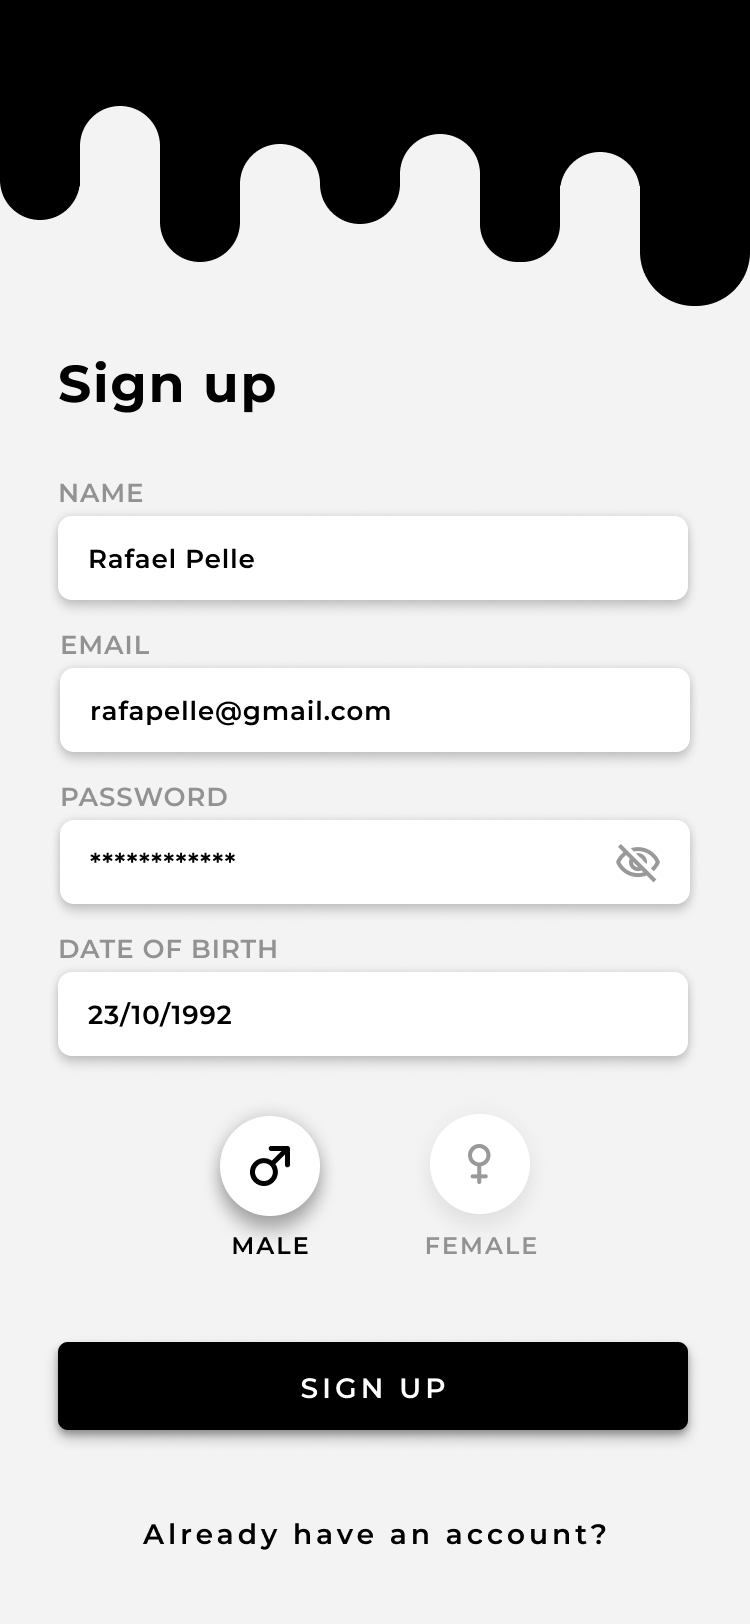 Sign up
NAME
Rafael Pelle
EMAIL
rafapelle@gmail.com
PASSWORD
************
DATE OF BIRTH
23/10/1992
MALE
FEMALE
SIGN UP
Already have an account?